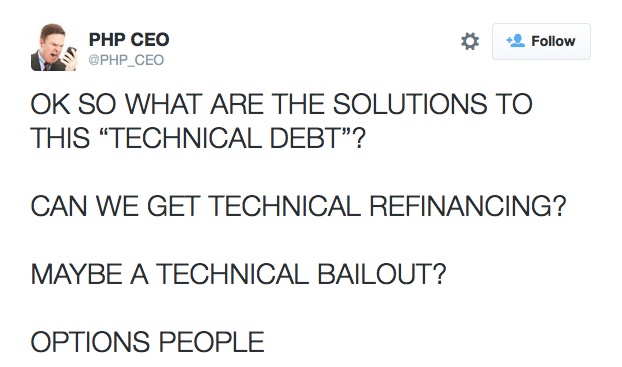 PHP CEO
@PHP_CEO
Follow
OK SO WHAT ARE THE SOLUTIONS TO
THIS “TECHNICAL DEBT”?
CAN WE GET TECHNICAL REFINANCING?
MAYBE A TECHNICAL BAILOUT?
OPTIONS PEOPLE